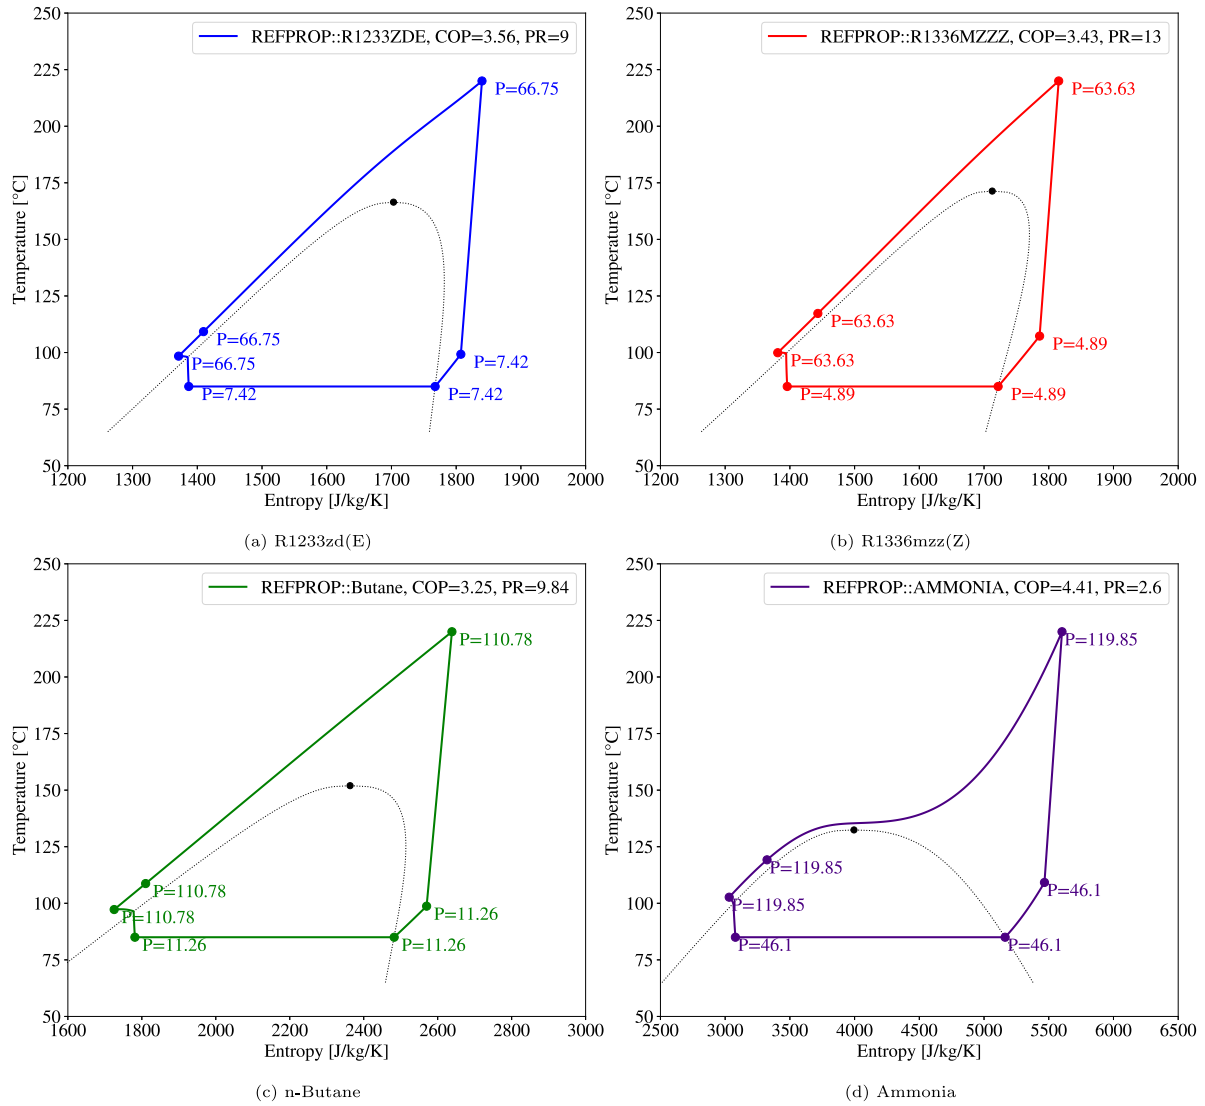 250
225
200
175
150
125
100
75
50
Temperature [°C]
REFPROP::R1233ZDE, COP=3.56, PR=9
P=66.75
P=66.75
P=66.75
P=7.42
P=7.42
P=7.42
1200 1300 1400 1500 1600 1700 1800 1900 2000
Entropy [J/kg/K]
(a) R1233zd(E)
250
225
200
175
150
125
100
75
50
Temperature [°C]
REFPROP::R1336MZZZ, COP=3.43, PR=13
P=63.63
P=63.63
P=63.63
P=4.89
P=4.89
P=4.89
1200 1300 1400 1500 1600 1700 1800 1900 2000
Entropy [J/kg/K]
(b) R1336mzz(Z)
250
225
200
175
150
125
100
75
50
Temperature [°C]
REFPROP::Butane, COP=3.25, PR=9.84
P=110.78
P=110.78
P=110.78
P=11.26
P=11.26
P=11.26
1600 1800 2000 2200 2400 2600 2800 3000
Entropy [J/kg/K]
(c) n-Butane
250
225
200
175
150
125
100
75
50
Temperature [°C]
REFPROP::AMMONIA, COP=4.41, PR=2.6
P=119.85
P=119.85
P=119.85
P=46.1
P=46.1
P=46.1
2500 3000 3500 4000 4500 5000 5500 6000 6500
Entropy [J/kg/K]
(d) Ammonia